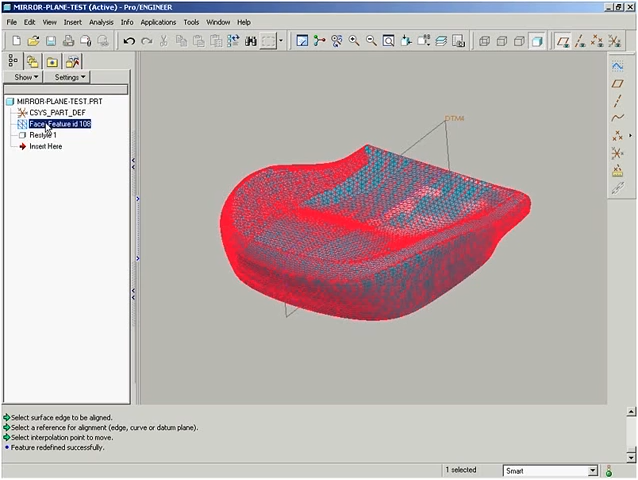 MIRROR-PLANE-TEST (Active) - Pro/ENGINEER
File Edit View Insert Analysis Info Applications Tools Window Help
Show Settings
MIRROR-PLANE-TEST.PRT
CSYS_PART_DEF
Facet Feature id 108
Restyle 1
Insert Here
DTM4
Select surface edge to be aligned.
Select a reference for alignment (edge, curve or datum plane).
Select interpolation point to move.
Feature redefined successfully.
1 selected Smart